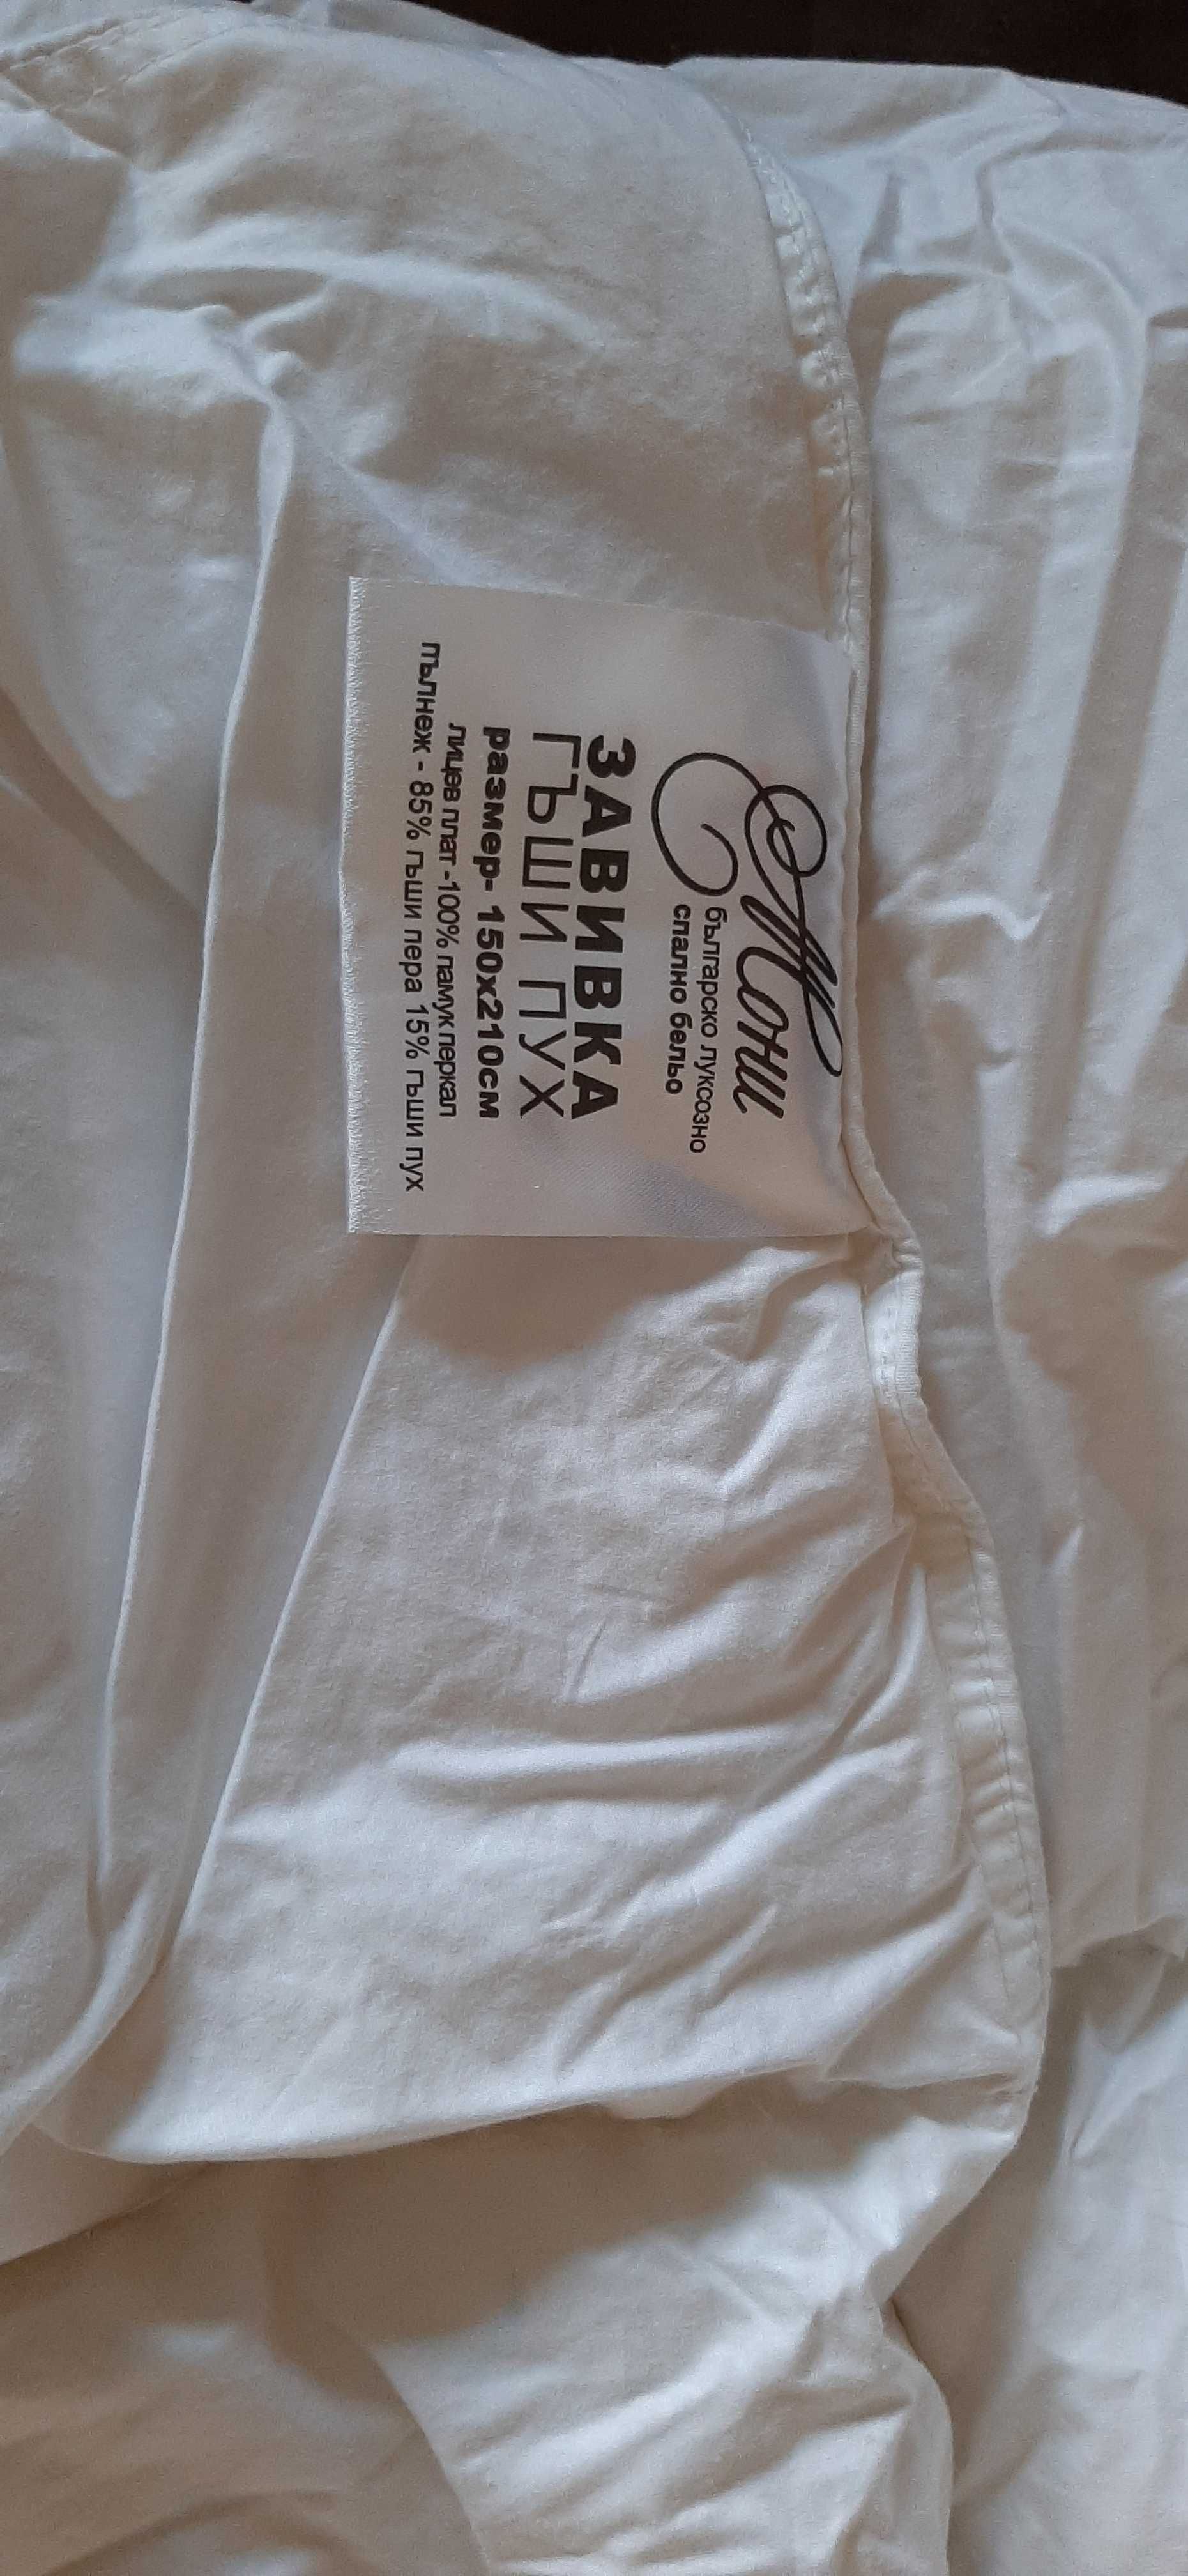 Тони
българско луксозно
спално бельо
ЗАВИВКА
ГЪШИ ПУХ
размер- 150х210см
лицев плат -100% памук перкал
пълнеж - 85% гъши пера 15% гъши пух